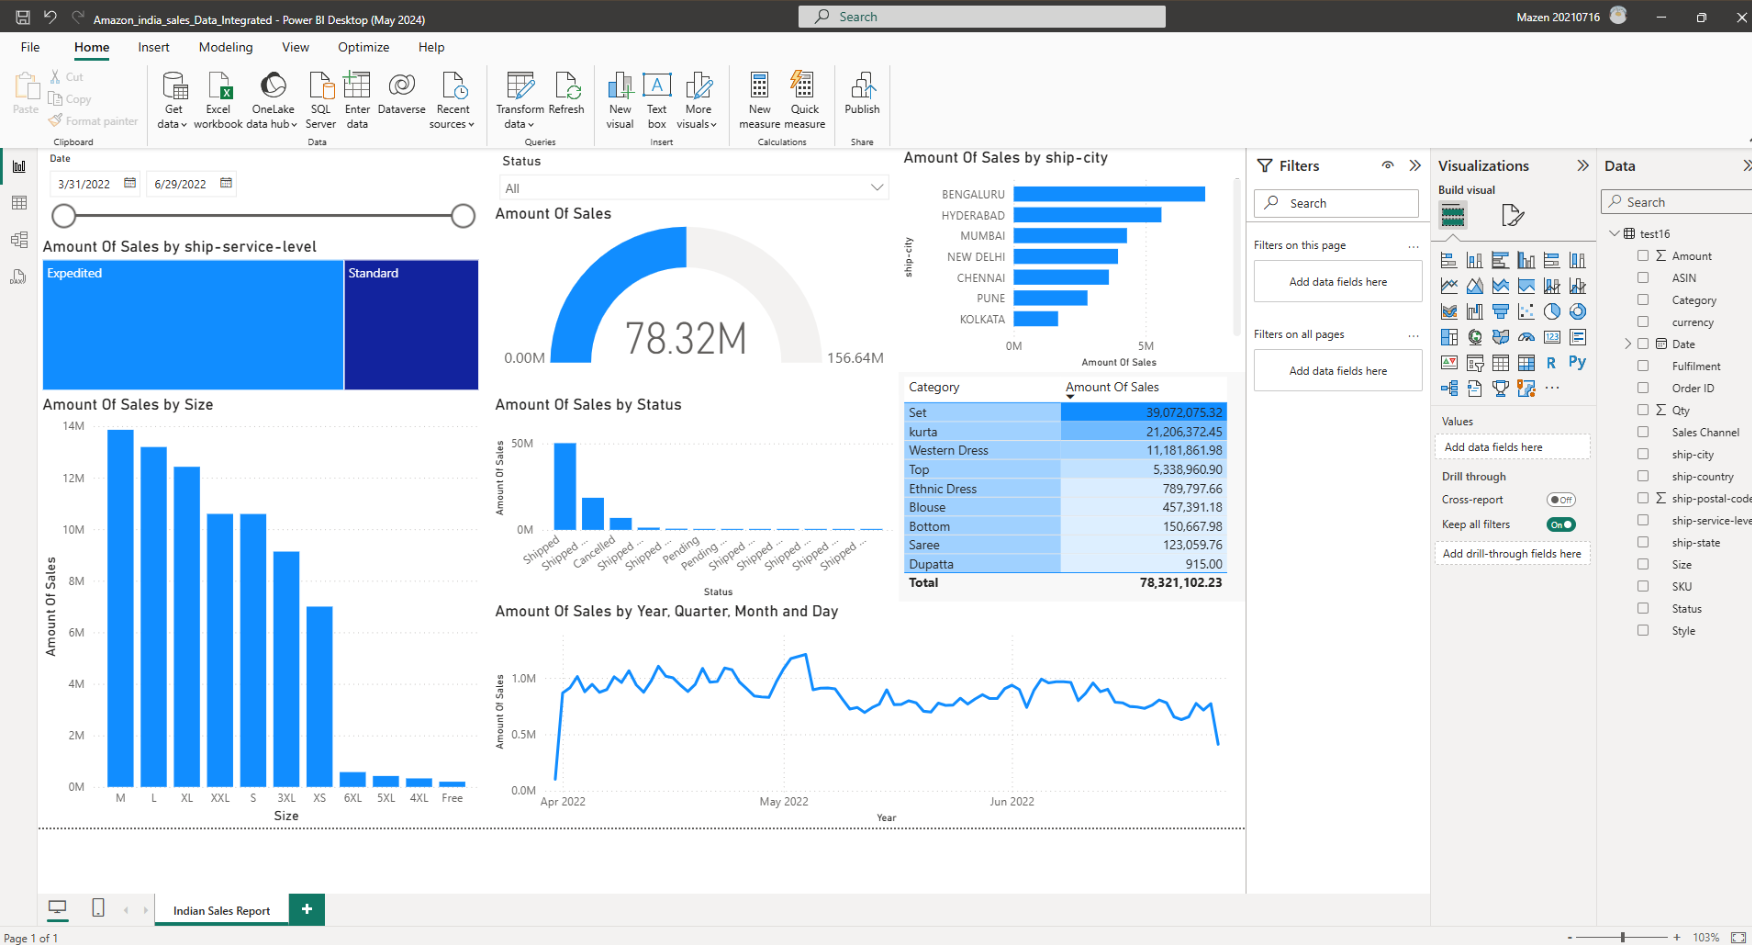 Amazon_india_sales_Data_Integrated - Power BI Desktop (May 2024)
Search
Mazen 20210716
File Home Insert Modeling View Optimize Help
Paste
Cut
Copy
Format painter
Clipboard
Get data
Excel workbook
OneLake data hub
SQL Server
Enter data
Dataverse
Recent sources
Data
Transform data
Refresh
Queries
New visual
Text box
More visuals
Insert
New measure
Quick measure
Calculations
Publish
Share
Date
3/31/2022
6/29/2022
Amount Of Sales by ship-service-level
Expedited
Standard
Amount Of Sales by Size
14M
12M
10M
8M
6M
4M
2M
0M
Amount Of Sales
M L XL XXL S 3XL XS 6XL 5XL 4XL Free
Size
Status
All
Amount Of Sales
78.32M
0.00M
156.64M
Amount Of Sales by Status
50M
0M
Amount Of Sales
Shipped
Shipped ...
Cancelled
Shipped ...
Shipped ...
Pending
Pending ...
Shipped ...
Shipped ...
Shipped ...
Shipped ...
Status
Amount Of Sales by Year, Quarter, Month and Day
1.0M
0.5M
0.0M
Amount Of Sales
Apr 2022
May 2022
Jun 2022
Year
Amount Of Sales by ship-city
ship-city
BENGALURU
HYDERABAD
MUMBAI
NEW DELHI
CHENNAI
PUNE
KOLKATA
0M
5M
Amount Of Sales
Category Amount Of Sales
Set 39,072,075.32
kurta 21,206,372.45
Western Dress 11,181,861.98
Top 5,338,960.90
Ethnic Dress 789,797.66
Blouse 457,391.18
Bottom 150,667.98
Saree 123,059.76
Dupatta 915.00
Total 78,321,102.23
Filters
Search
Filters on this page
...
Add data fields here
Filters on all pages
...
Add data fields here
Visualizations
Build visual
123
R
Py
...
Values
Add data fields here
Drill through
Cross-report
Off
Keep all filters
On
Add drill-through fields here
Data
Search
test16
Amount
ASIN
Category
currency
Date
Fulfilment
Order ID
Qty
Sales Channel
ship-city
ship-country
ship-postal-code
ship-service-leve
ship-state
Size
SKU
Status
Style
Indian Sales Report
+
Page 1 of 1
- + 103%